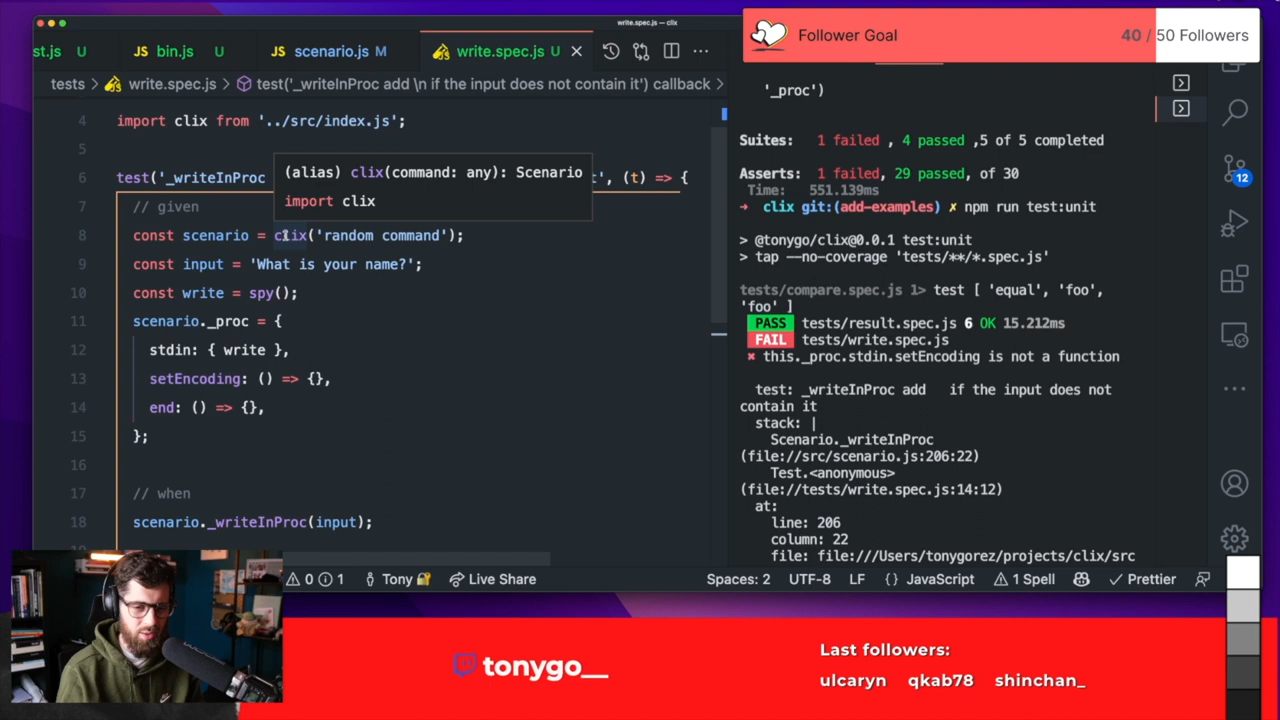 write.spec.js — clix
st.js U
JS bin.js U
JS scenario.js M
write.spec.js U
tests > write.spec.js > test('_writeInProc add \n if the input does not contain it') callback >
4 import clix from '../src/index.js';
5
6 test('_writeInProc t', (t) => {
(alias) clix(command: any): Scenario
import clix
7 // given
8 const scenario = clix('random command');
9 const input = 'What is your name?';
10 const write = spy();
11 scenario._proc = {
12 stdin: { write },
13 setEncoding: () => {},
14 end: () => {},
15 };
16
17 // when
18 scenario._writeInProc(input);
0 1 Tony Live Share Spaces: 2 UTF-8 LF {} JavaScript 1 Spell Prettier
Follower Goal 40 / 50 Followers
'_proc')
Suites: 1 failed , 4 passed ,5 of 5 completed
Asserts: 1 failed, 29 passed, of 30
Time: 551.139ms
→ clix git:(add-examples) ✗ npm run test:unit
> @tonygo/clix@0.0.1 test:unit
> tap --no-coverage 'tests/**/*.spec.js'
tests/compare.spec.js 1> test [ 'equal', 'foo',
'foo' ]
PASS tests/result.spec.js 6 OK 15.212ms
FAIL tests/write.spec.js
✖ this._proc.stdin.setEncoding is not a function
test: _writeInProc add if the input does not
contain it
stack: |
Scenario._writeInProc
(file://src/scenario.js:206:22)
Test.<anonymous>
(file://tests/write.spec.js:14:12)
at:
line: 206
column: 22
file: file:///Users/tonygorez/projects/clix/src
12
tonygo__
Last followers:
ulcaryn qkab78 shinchan_